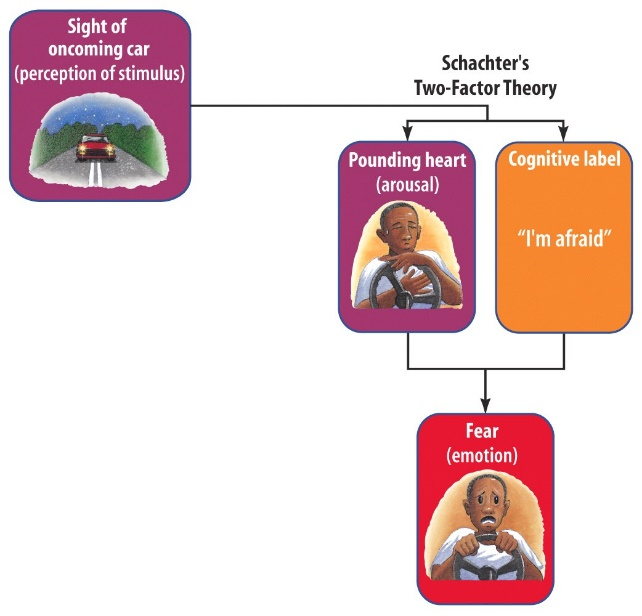 Sight of
oncoming car
(perception of stimulus)
Schachter's
Two-Factor Theory
Pounding heart
(arousal)
Cognitive label
“I'm afraid”
Fear
(emotion)